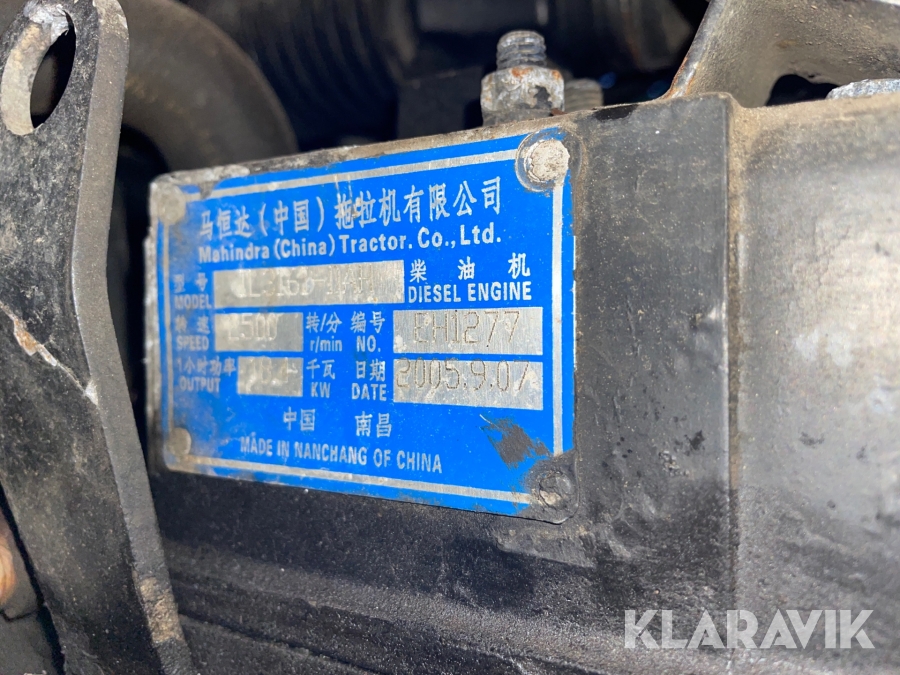 马恒达（中国）拖拉机有限公司
Mahindra (China) Tractor. Co., Ltd.
型号 MODEL 柴油机 DIESEL ENGINE
转速 SPEED 转/分 r/min 编号 NO. EH1277
1小时功率 OUTPUT 千瓦 KW 日期 DATE 2005.9.07
中国 南昌
MADE IN NANCHANG OF CHINA
KLARAVIK